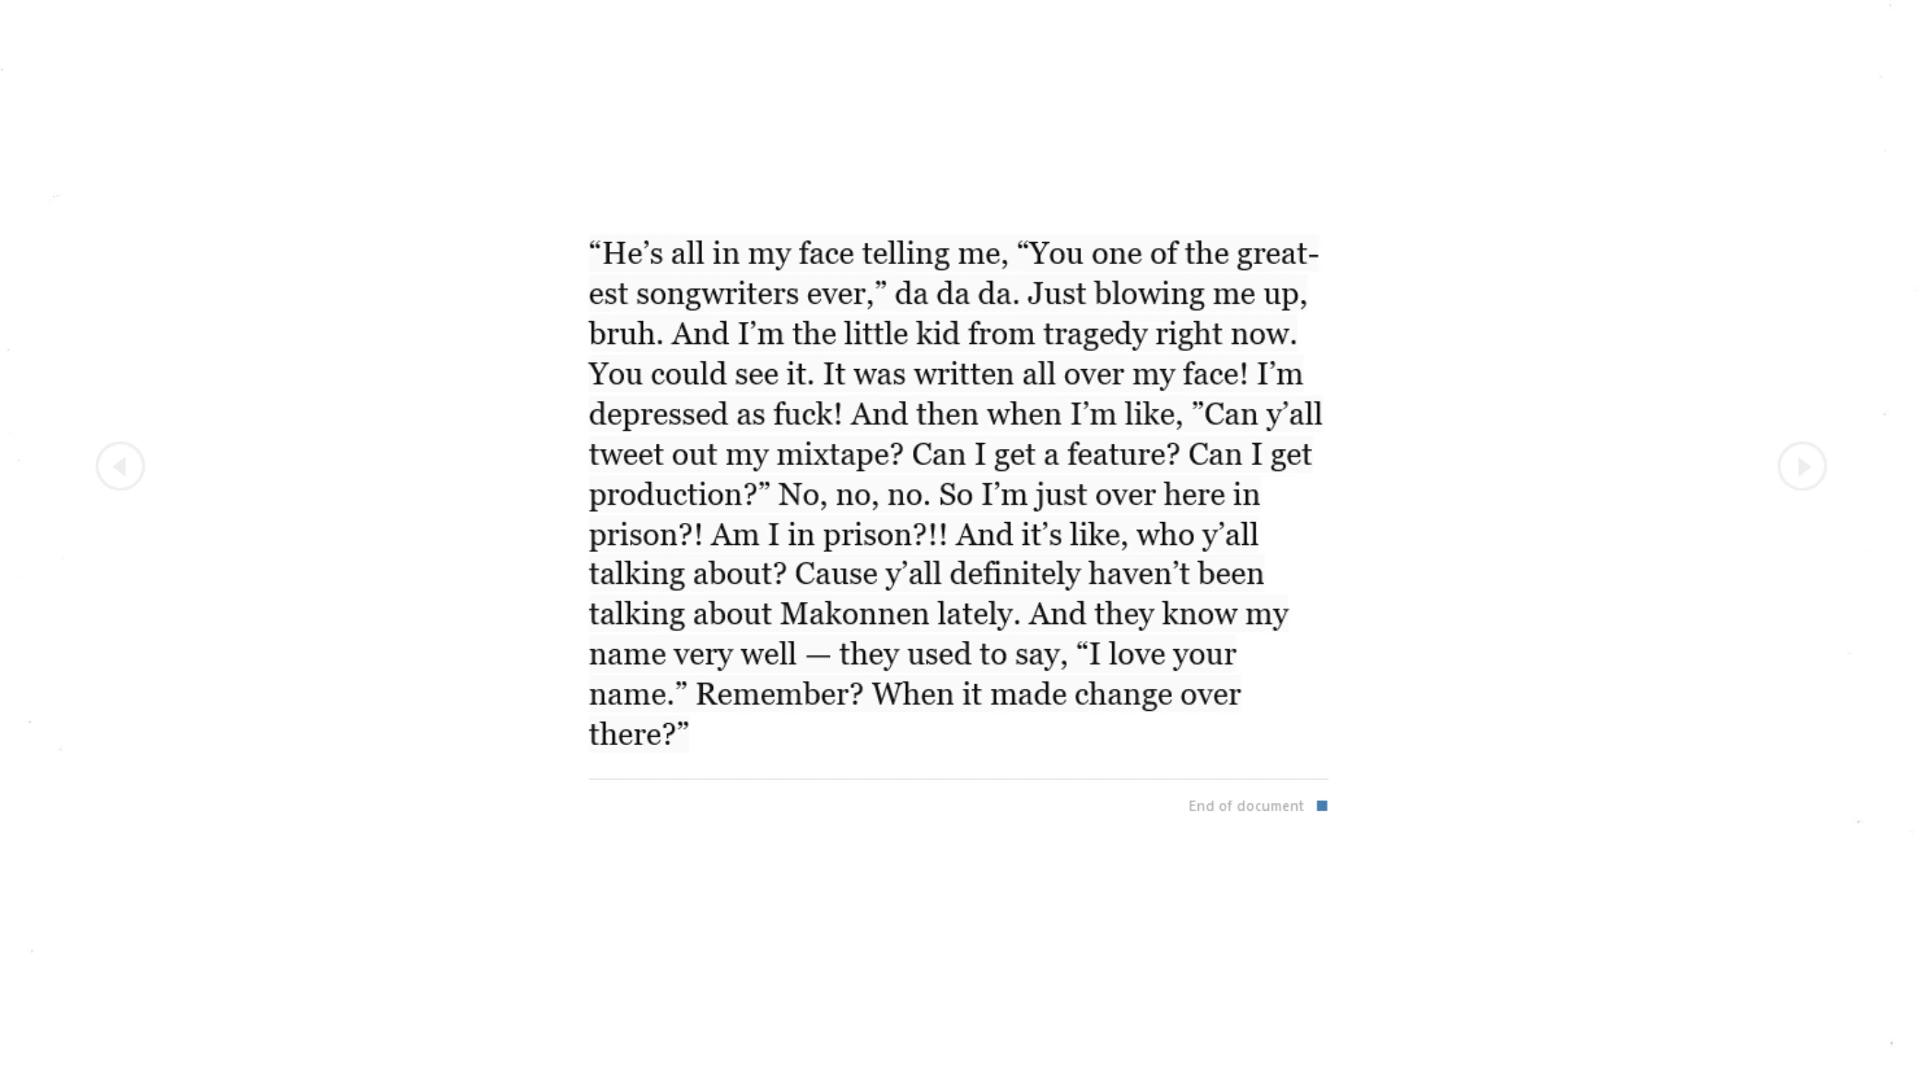 “He’s all in my face telling me, “You one of the great-
est songwriters ever,” da da da. Just blowing me up,
bruh. And I’m the little kid from tragedy right now.
You could see it. It was written all over my face! I’m
depressed as fuck! And then when I’m like, ”Can y’all
tweet out my mixtape? Can I get a feature? Can I get
production?” No, no, no. So I’m just over here in
prison?! Am I in prison?!! And it’s like, who y’all
talking about? Cause y’all definitely haven’t been
talking about Makonnen lately. And they know my
name very well — they used to say, “I love your
name.” Remember? When it made change over
there?”
End of document